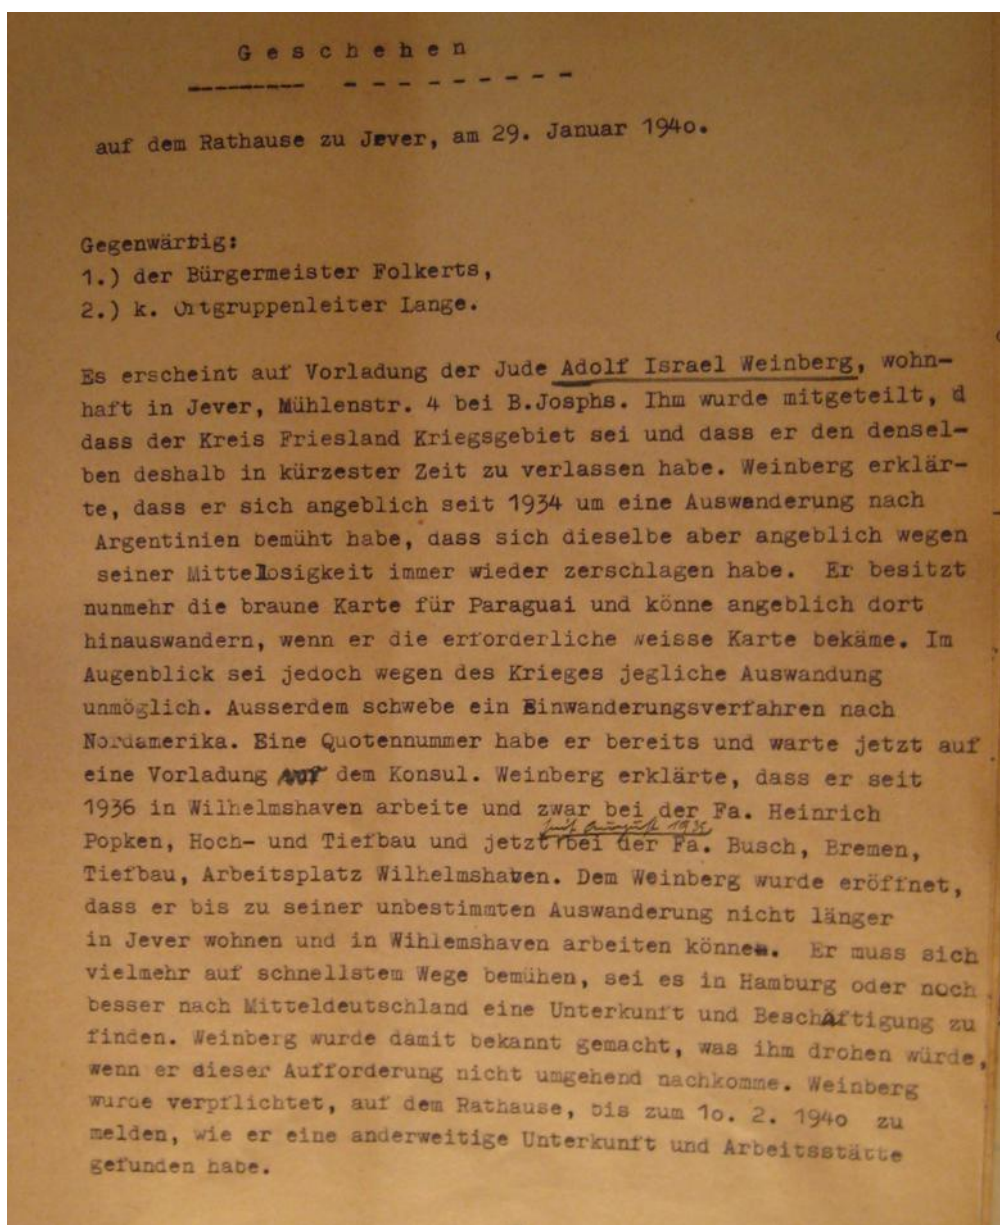 Geschehen
--------- ---------
auf dem Rathause zu Jever, am 29. Januar 1940.
Gegenwärtig:
1.) der Bürgermeister Folkerts,
2.) k. Ortgruppenleiter Lange.
Es erscheint auf Vorladung der Jude Adolf Israel Weinberg, wohn-
haft in Jever, Mühlenstr. 4 bei B.Josphs. Ihm wurde mitgeteilt, d
dass der Kreis Friesland Kriegsgebiet sei und dass er den densel-
ben deshalb in kürzester Zeit zu verlassen habe. Weinberg erklär-
te, dass er sich angeblich seit 1934 um eine Auswanderung nach
Argentinien bemüht habe, dass sich dieselbe aber angeblich wegen
seiner Mittellosigkeit immer wieder zerschlagen habe. Er besitzt
nunmehr die braune Karte für Paraguai und könne angeblich dort
hinauswandern, wenn er die erforderliche weisse Karte bekäme. Im
Augenblick sei jedoch wegen des Krieges jegliche Auswandung
unmöglich. Ausserdem schwebe ein Einwanderungsverfahren nach
Nordamerika. Eine Quotennummer habe er bereits und warte jetzt auf
eine Vorladung dem Konsul. Weinberg erklärte, dass er seit
1936 in Wilhelmshaven arbeite und zwar bei der Fa. Heinrich
seit August 193
Popken, Hoch- und Tiefbau und jetzt bei der Fa. Busch, Bremen,
Tiefbau, Arbeitsplatz Wilhelmshaven. Dem Weinberg wurde eröffnet,
dass er bis zu seiner unbestimmten Auswanderung nicht länger
in Jever wohnen und in Wihlemshaven arbeiten könne. Er muss sich
vielmehr auf schnellstem Wege bemühen, sei es in Hamburg oder noch
besser nach Mitteldeutschland eine Unterkunft und Beschäftigung zu
finden. Weinberg wurde damit bekannt gemacht, was ihm drohen würde,
wenn er dieser Aufforderung nicht umgehend nachkomme. Weinberg
wurde verpflichtet, auf dem Rathause, bis zum 10. 2. 1940 zu
melden, wie er eine anderweitige Unterkunft und Arbeitsstätte
gefunden habe.